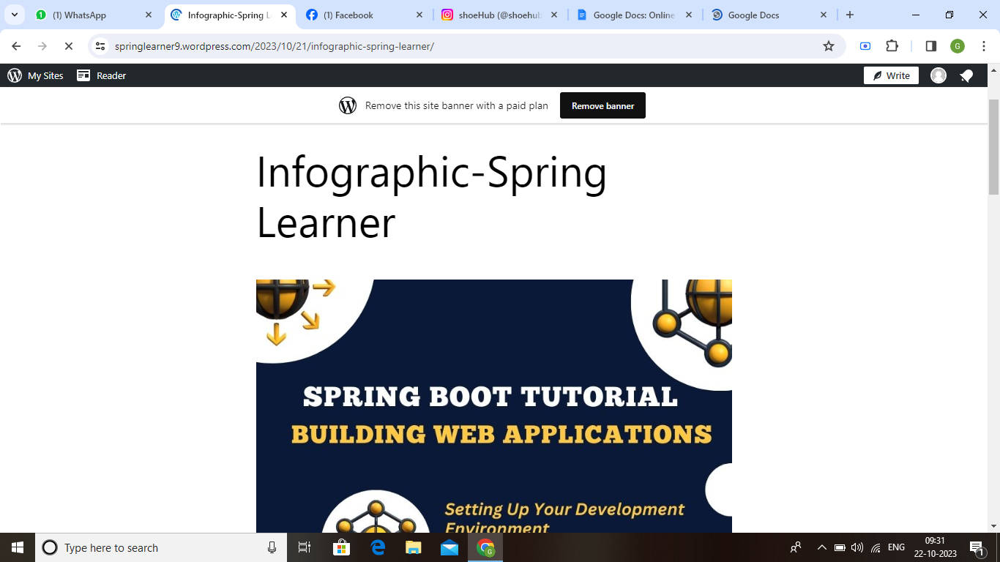 (1) WhatsApp
Infographic-Spring L
(1) Facebook
shoeHub (@shoehub
Google Docs: Online
Google Docs
springlearner9.wordpress.com/2023/10/21/infographic-spring-learner/
G
My Sites
Reader
Write
Remove this site banner with a paid plan
Remove banner
Infographic-Spring
Learner
SPRING BOOT TUTORIAL
BUILDING WEB APPLICATIONS
Setting Up Your Development
Environment
Type here to search
G
ENG
09:31
22-10-2023
1